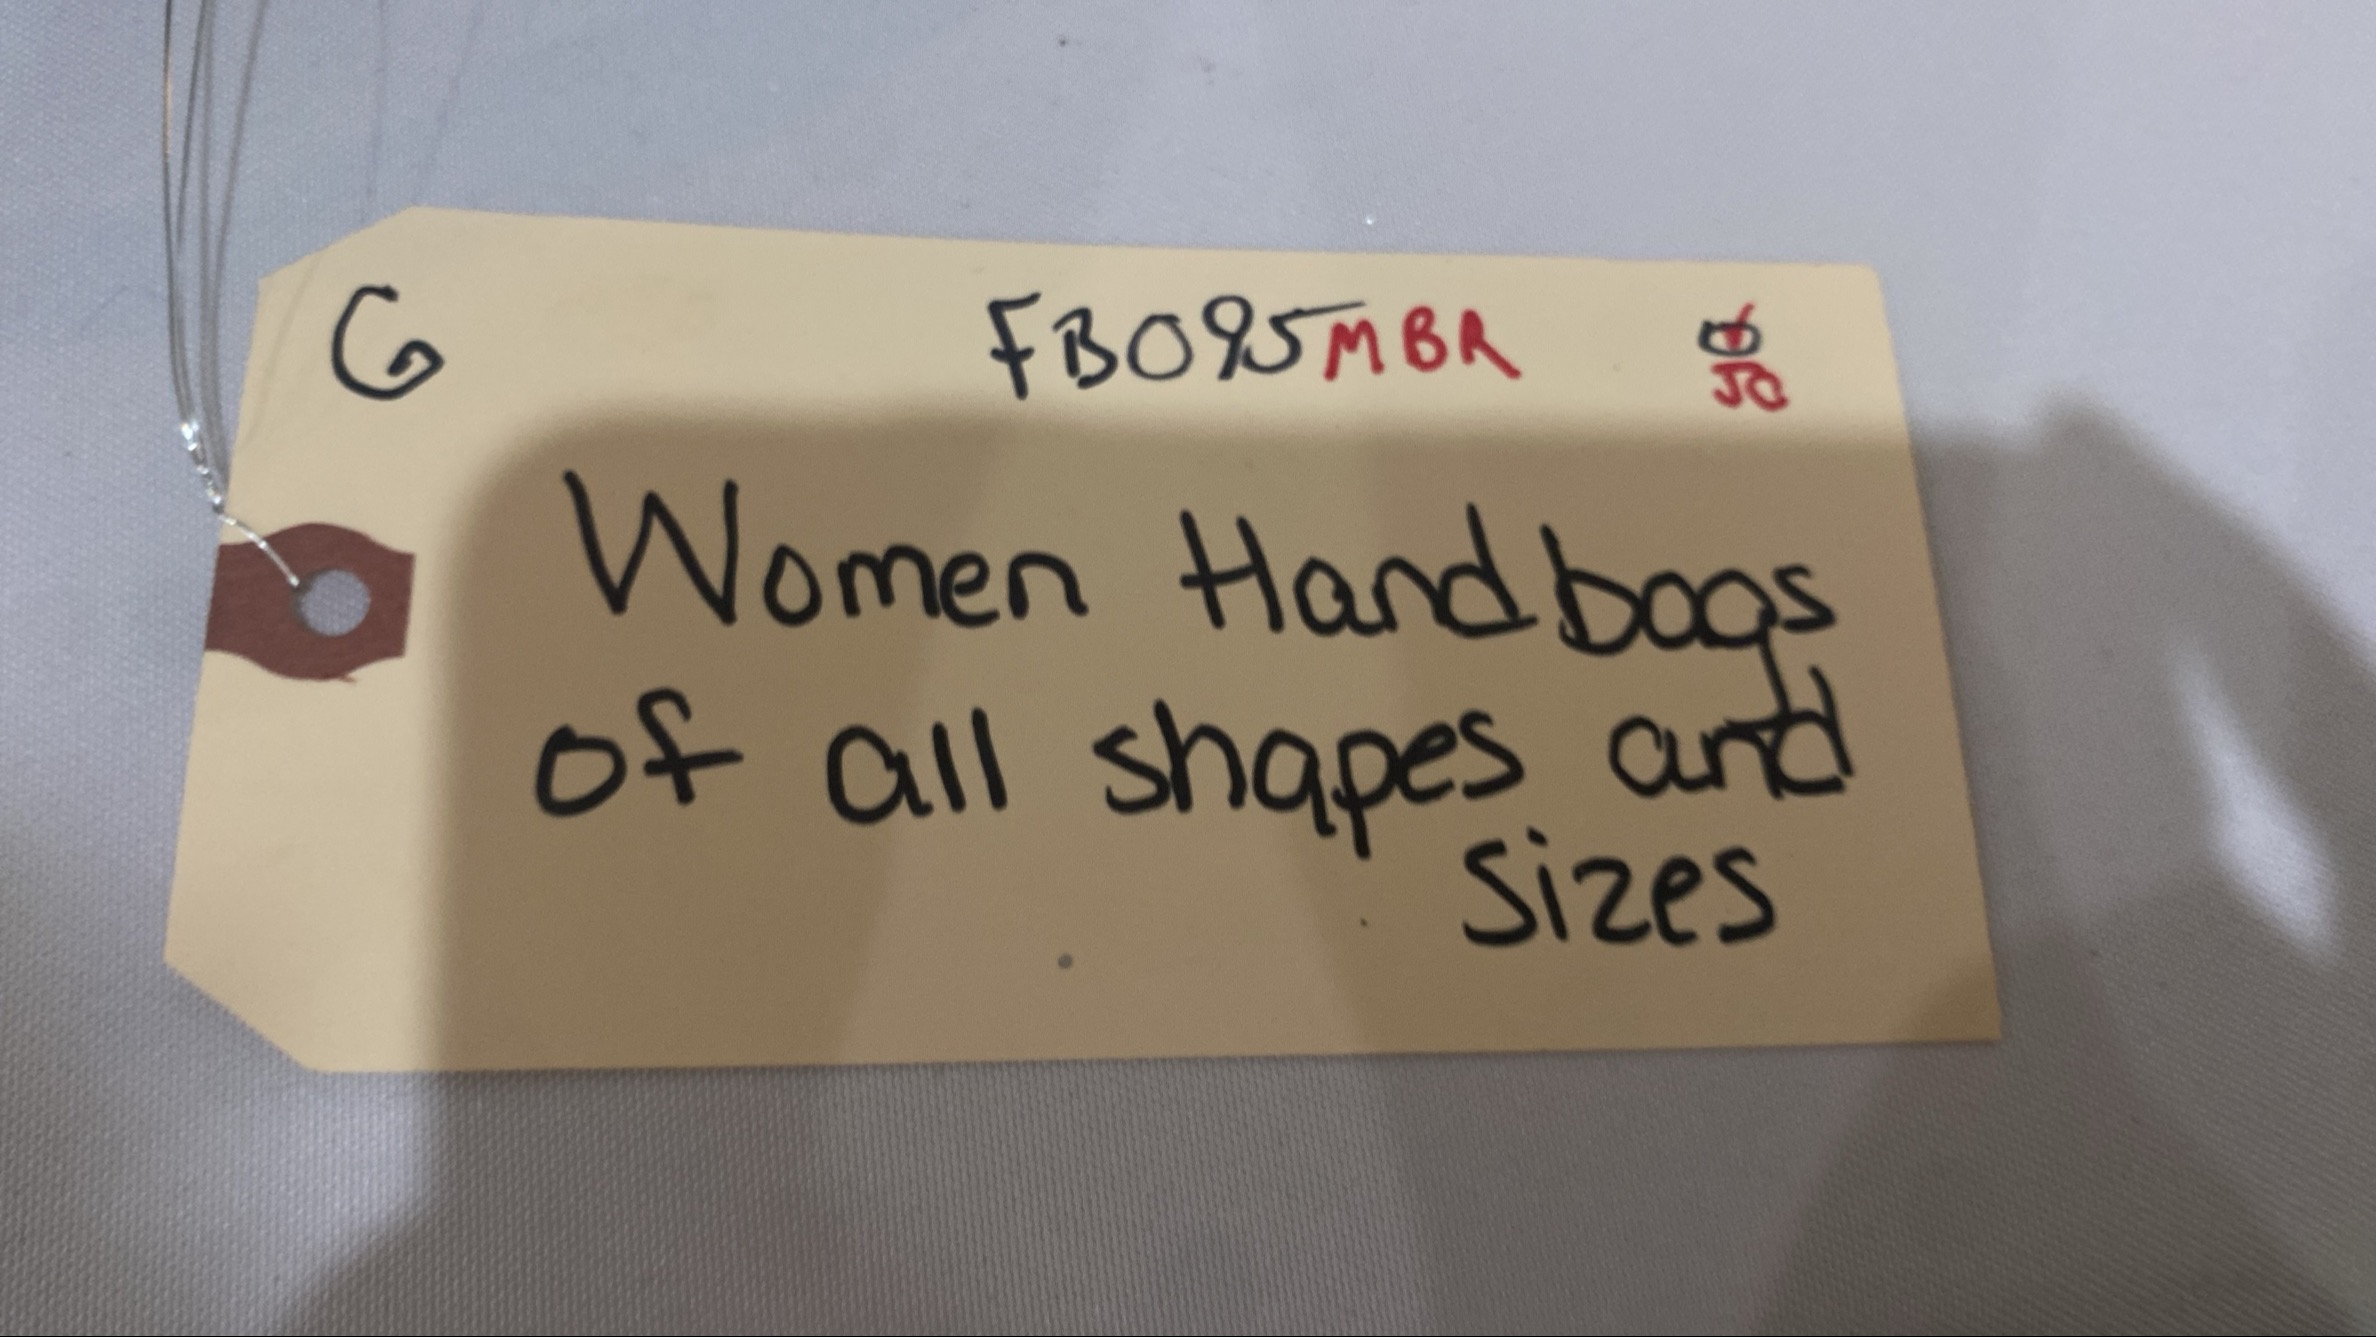 G FB095MBR
Women Handbags
of all shapes and
sizes